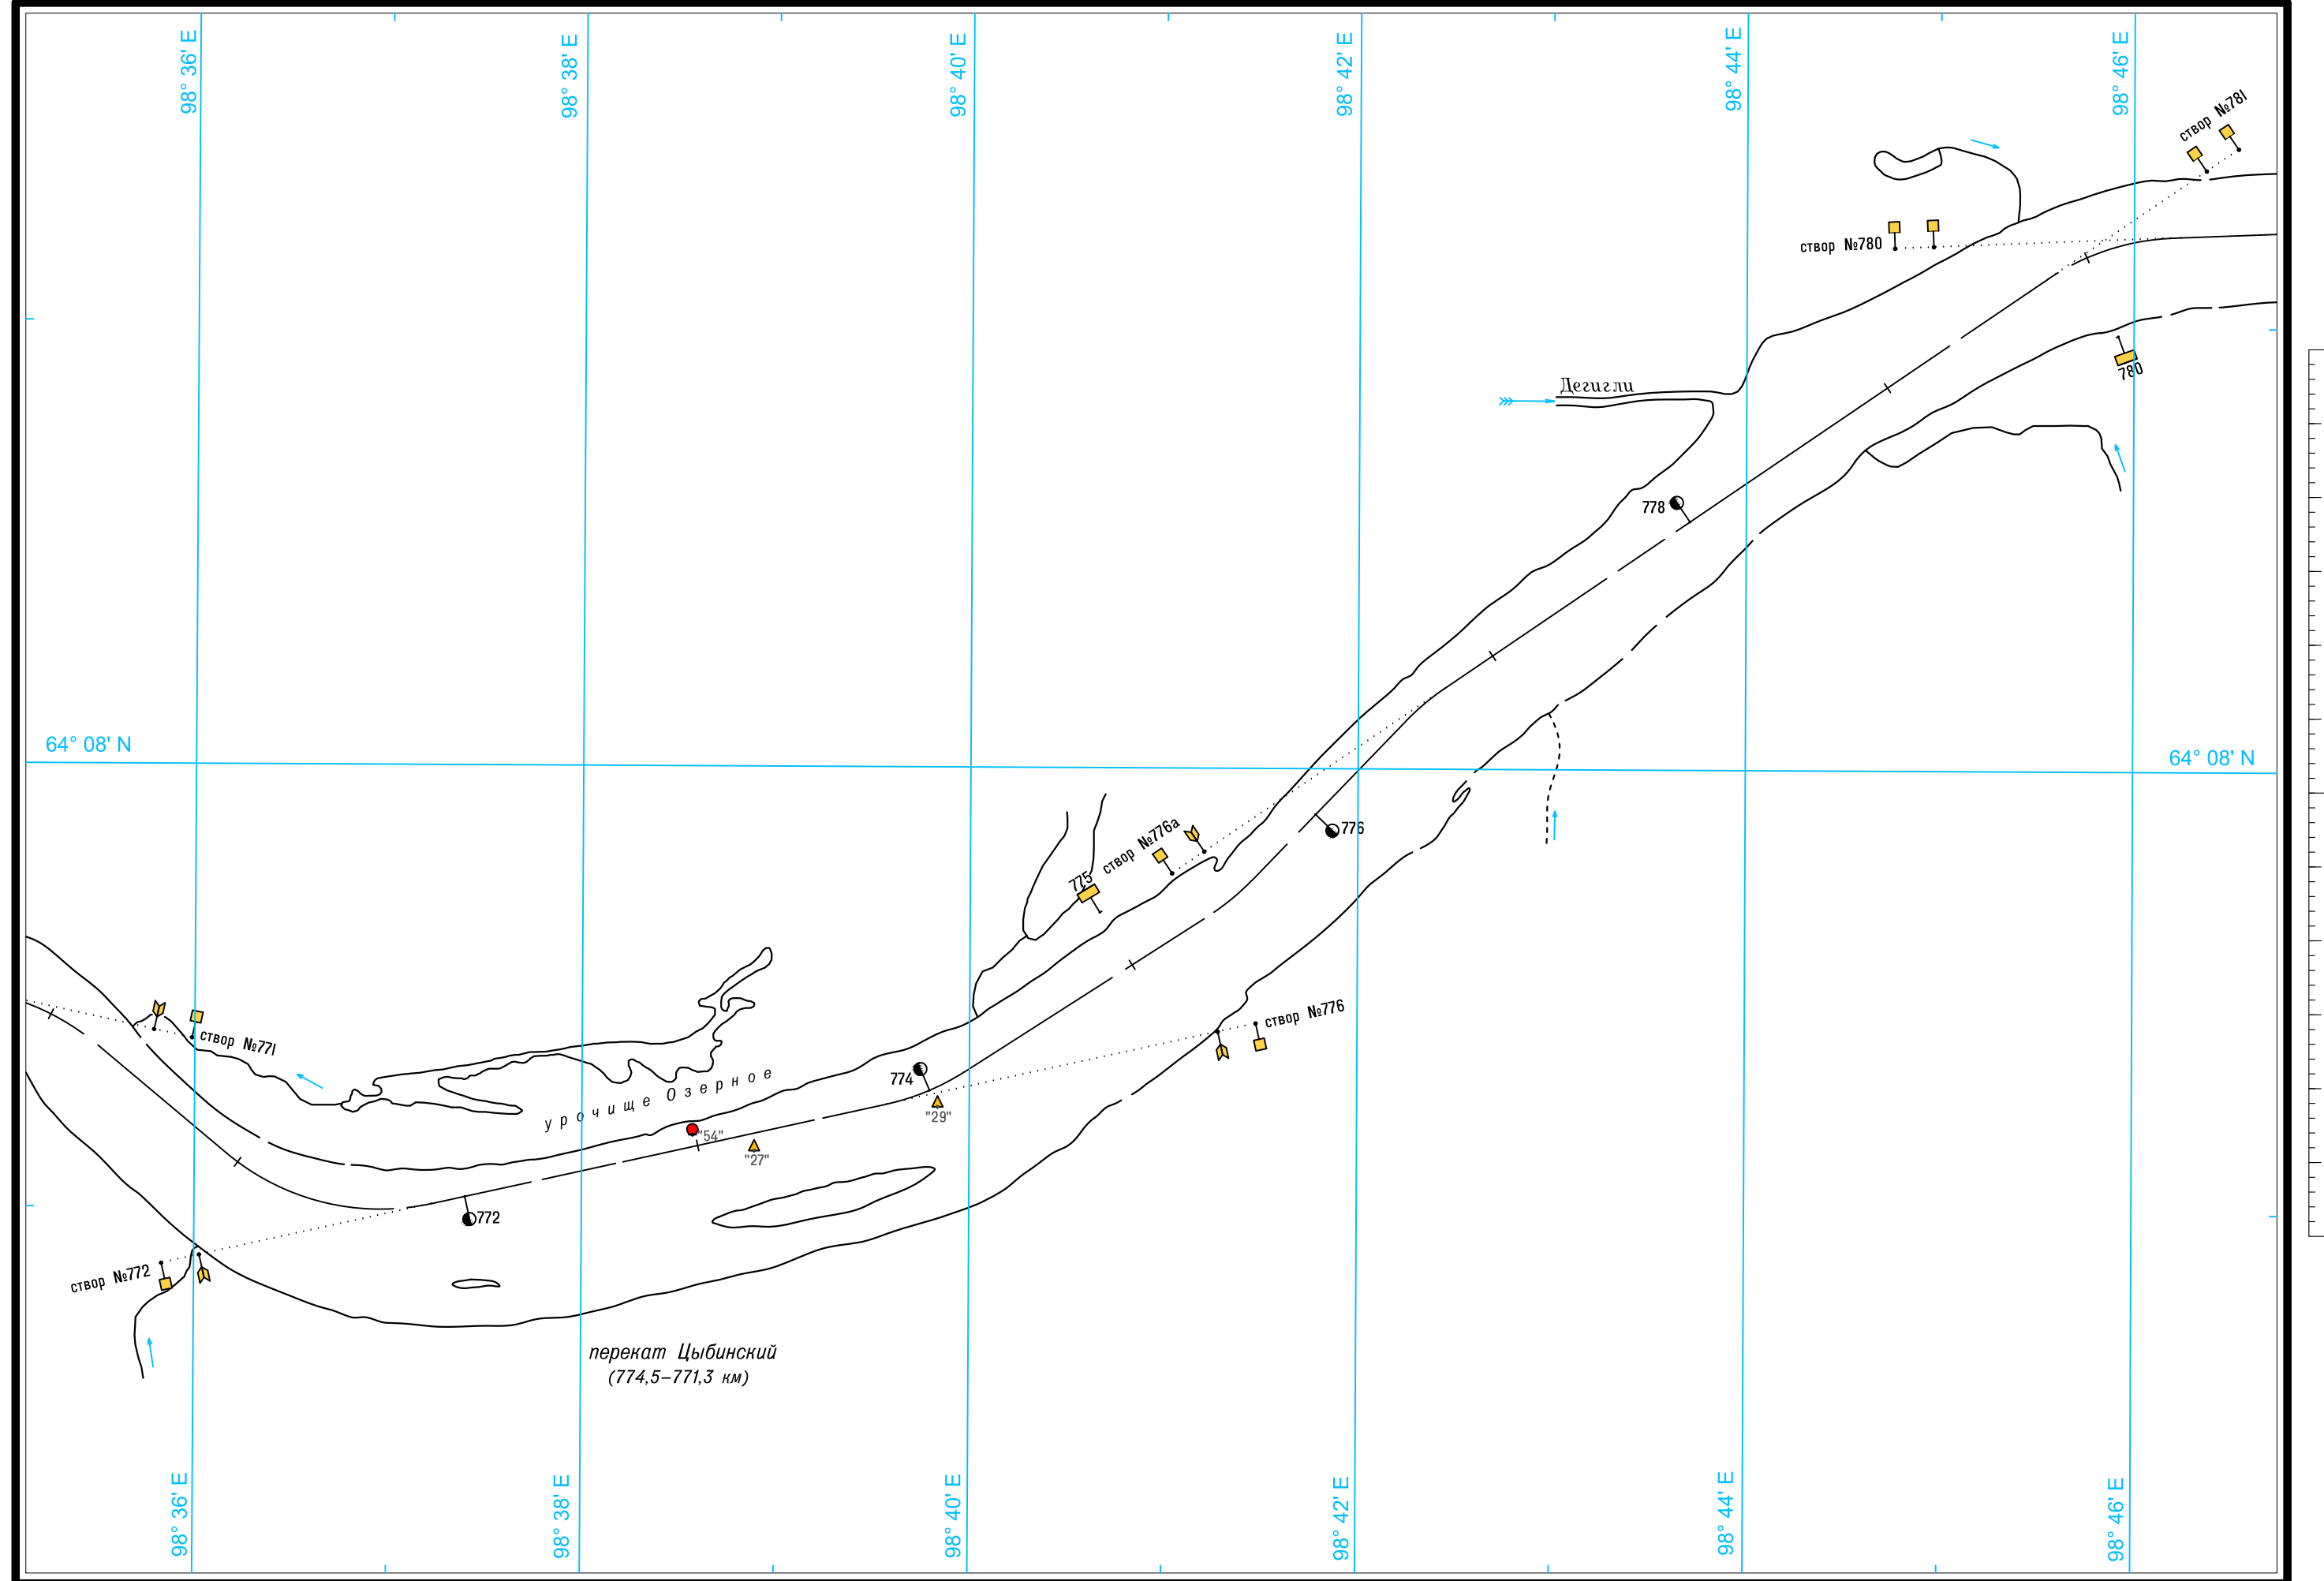 98° 36' E
98° 38' E
98° 40' E
98° 42' E
98° 44' E
98° 46' E
створ №781
створ №780
780
Дегигли
778
64° 08' N
64° 08' N
створ №776а
776
775
створ №776
створ №771
774
урочище Озерное
"29"
"54"
"27"
772
створ №772
перекат Цыбинский
(774,5–771,3 км)
98° 36' E
98° 38' E
98° 40' E
98° 42' E
98° 44' E
98° 46' E